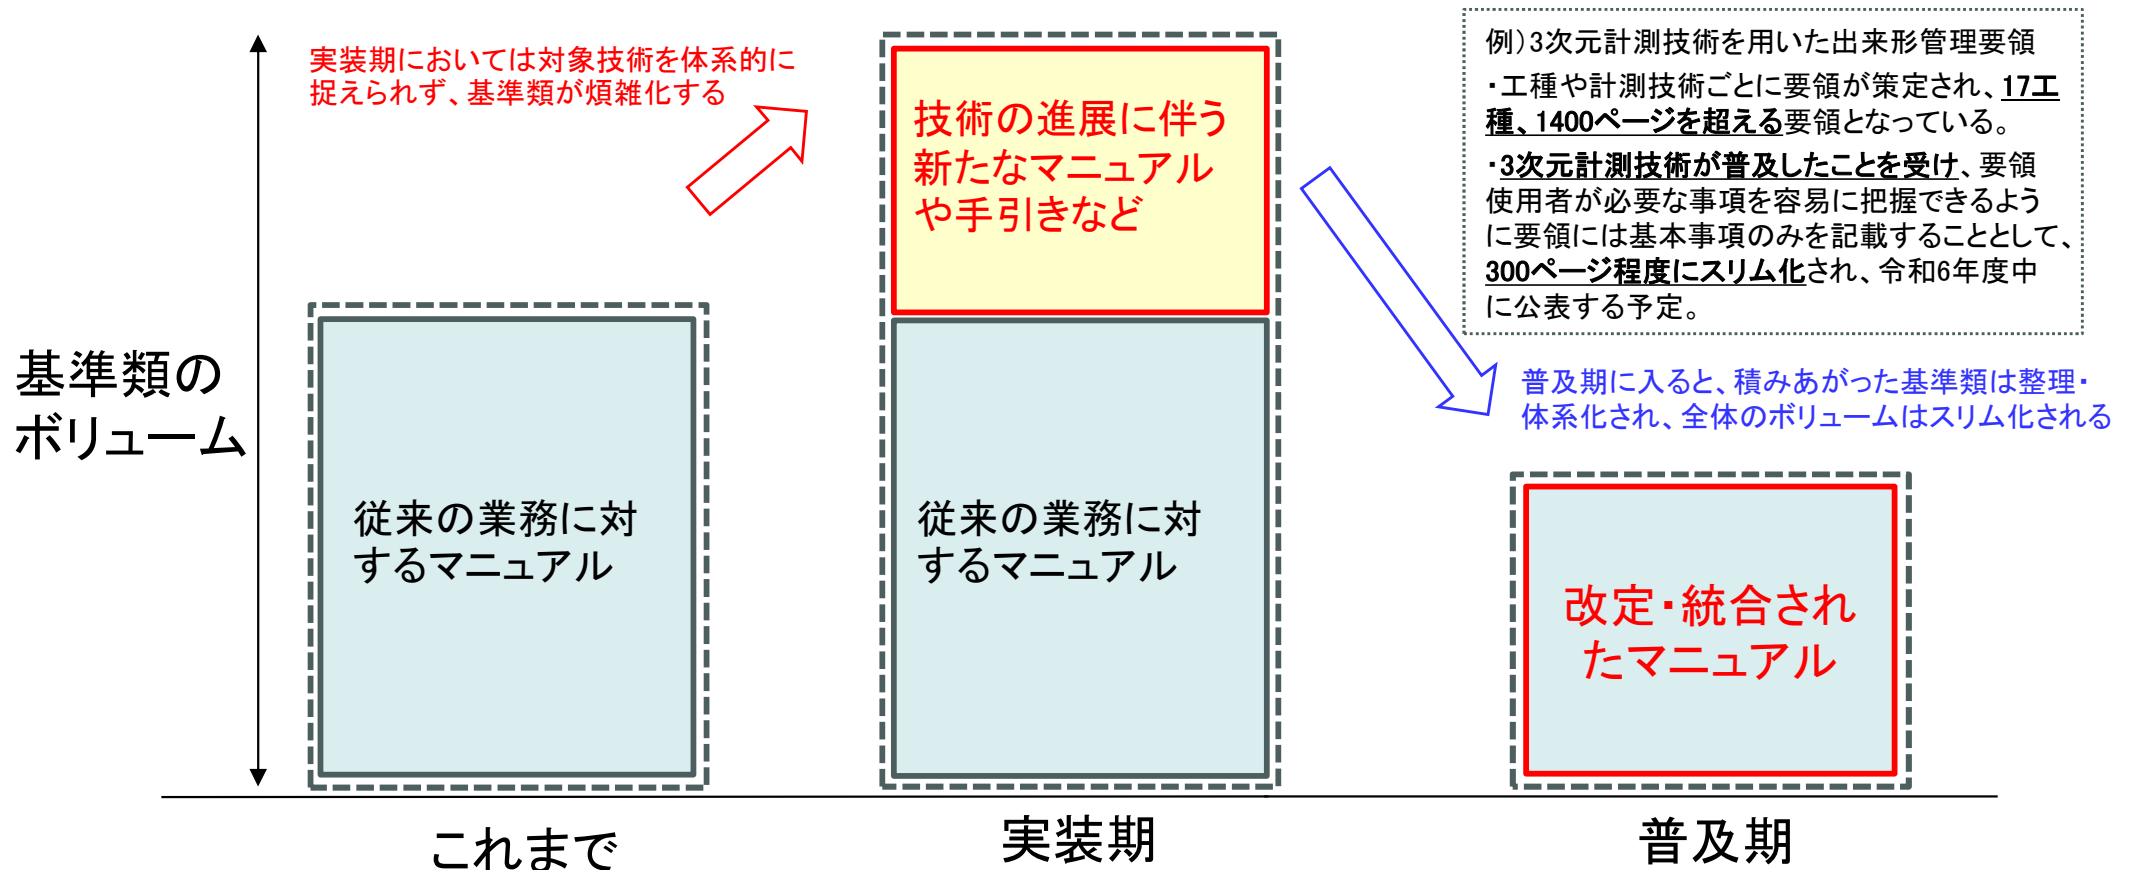 実装期においては対象技術を体系的に
捉えられず、基準類が煩雑化する
技術の進展に伴う
新たなマニュアル
や手引きなど
例)3次元計測技術を用いた出来形管理要領
・工種や計測技術ごとに要領が策定され、17工
種、1400ページを超える要領となっている。
・3次元計測技術が普及したことを受け、要領
使用者が必要な事項を容易に把握できるよう
に要領には基本事項のみを記載することとして、
300ページ程度にスリム化され、令和6年度中
に公表する予定。
基準類の
ボリューム
普及期に入ると、積みあがった基準類は整理・
体系化され、全体のボリュームはスリム化される
従来の業務に対
するマニュアル
従来の業務に対
するマニュアル
改定・統合され
たマニュアル
これまで
実装期
普及期